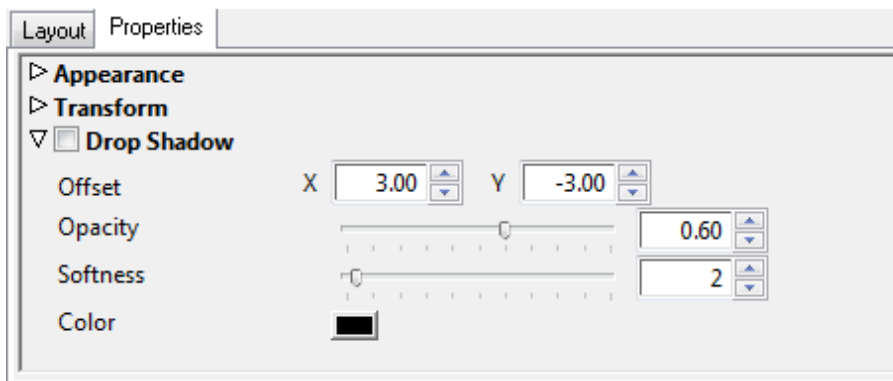 Layout Properties
Appearance
Transform
Drop Shadow
Offset X 3.00 Y -3.00
Opacity 0.60
Softness 2
Color